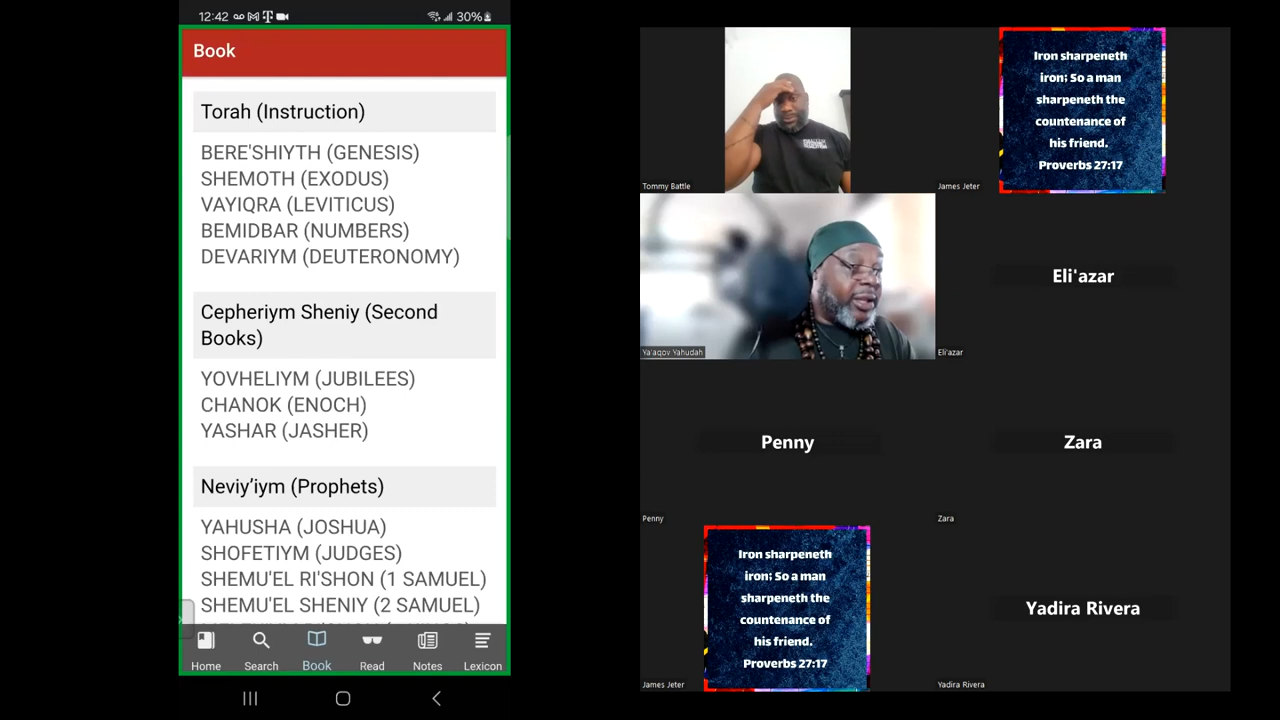 12:42
30%
Book
Torah (Instruction)
BERE'SHIYTH (GENESIS)
SHEMOTH (EXODUS)
VAYIQRA (LEVITICUS)
BEMIDBAR (NUMBERS)
DEVARIYM (DEUTERONOMY)
Cepheriym Sheniy (Second
Books)
YOVHELIYM (JUBILEES)
CHANOK (ENOCH)
YASHAR (JASHER)
Neviy’iym (Prophets)
YAHUSHA (JOSHUA)
SHOFETIYM (JUDGES)
SHEMU'EL RI'SHON (1 SAMUEL)
SHEMU'EL SHENIY (2 SAMUEL)
Home Search Book Read Notes Lexicon
Tommy Battle
Iron sharpeneth
iron; So a man
sharpeneth the
countenance of
his friend.
Proverbs 27:17
James Jeter
Ya'aqov Yahudah
Eli'azar
Eli'azar
Penny
Penny
Zara
Zara
Iron sharpeneth
iron; So a man
sharpeneth the
countenance of
his friend.
Proverbs 27:17
James Jeter
Yadira Rivera
Yadira Rivera